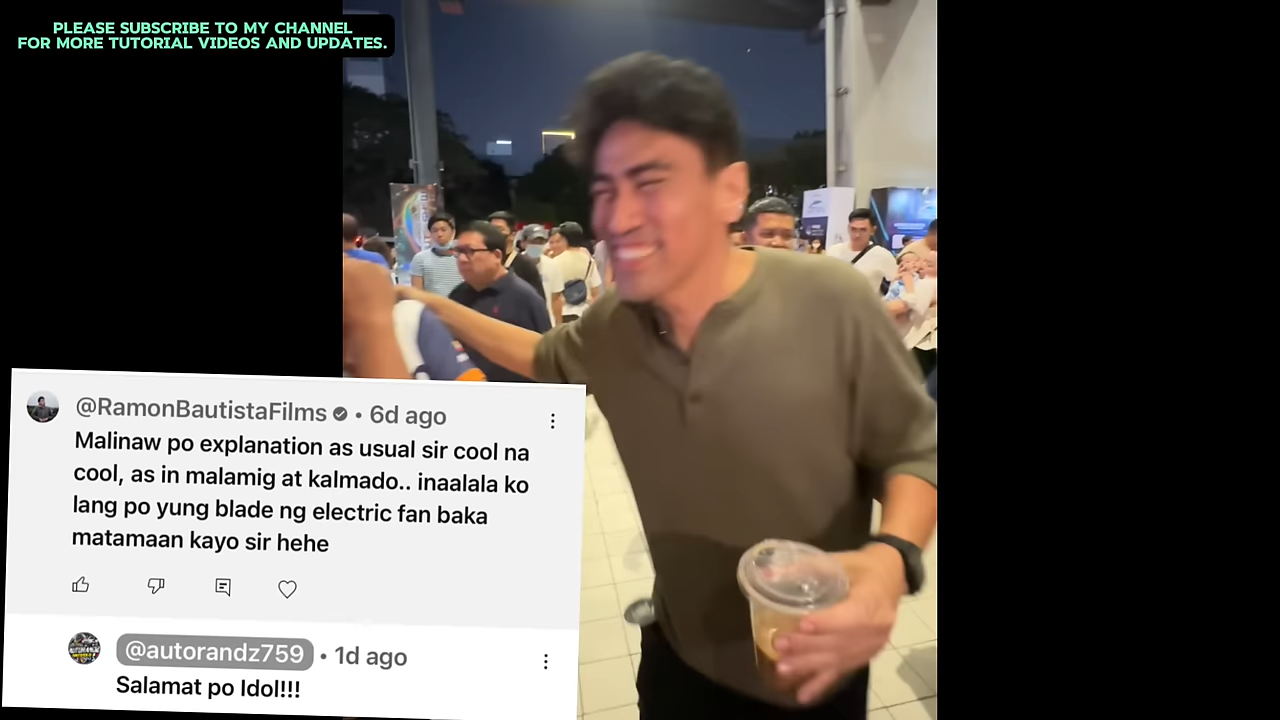 PLEASE SUBSCRIBE TO MY CHANNEL
FOR MORE TUTORIAL VIDEOS AND UPDATES.
@RamonBautistaFilms • 6d ago
Malinaw po explanation as usual sir cool na
cool, as in malamig at kalmado.. inaalala ko
lang po yung blade ng electric fan baka
matamaan kayo sir hehe
@autorandz759 • 1d ago
Salamat po Idol!!!